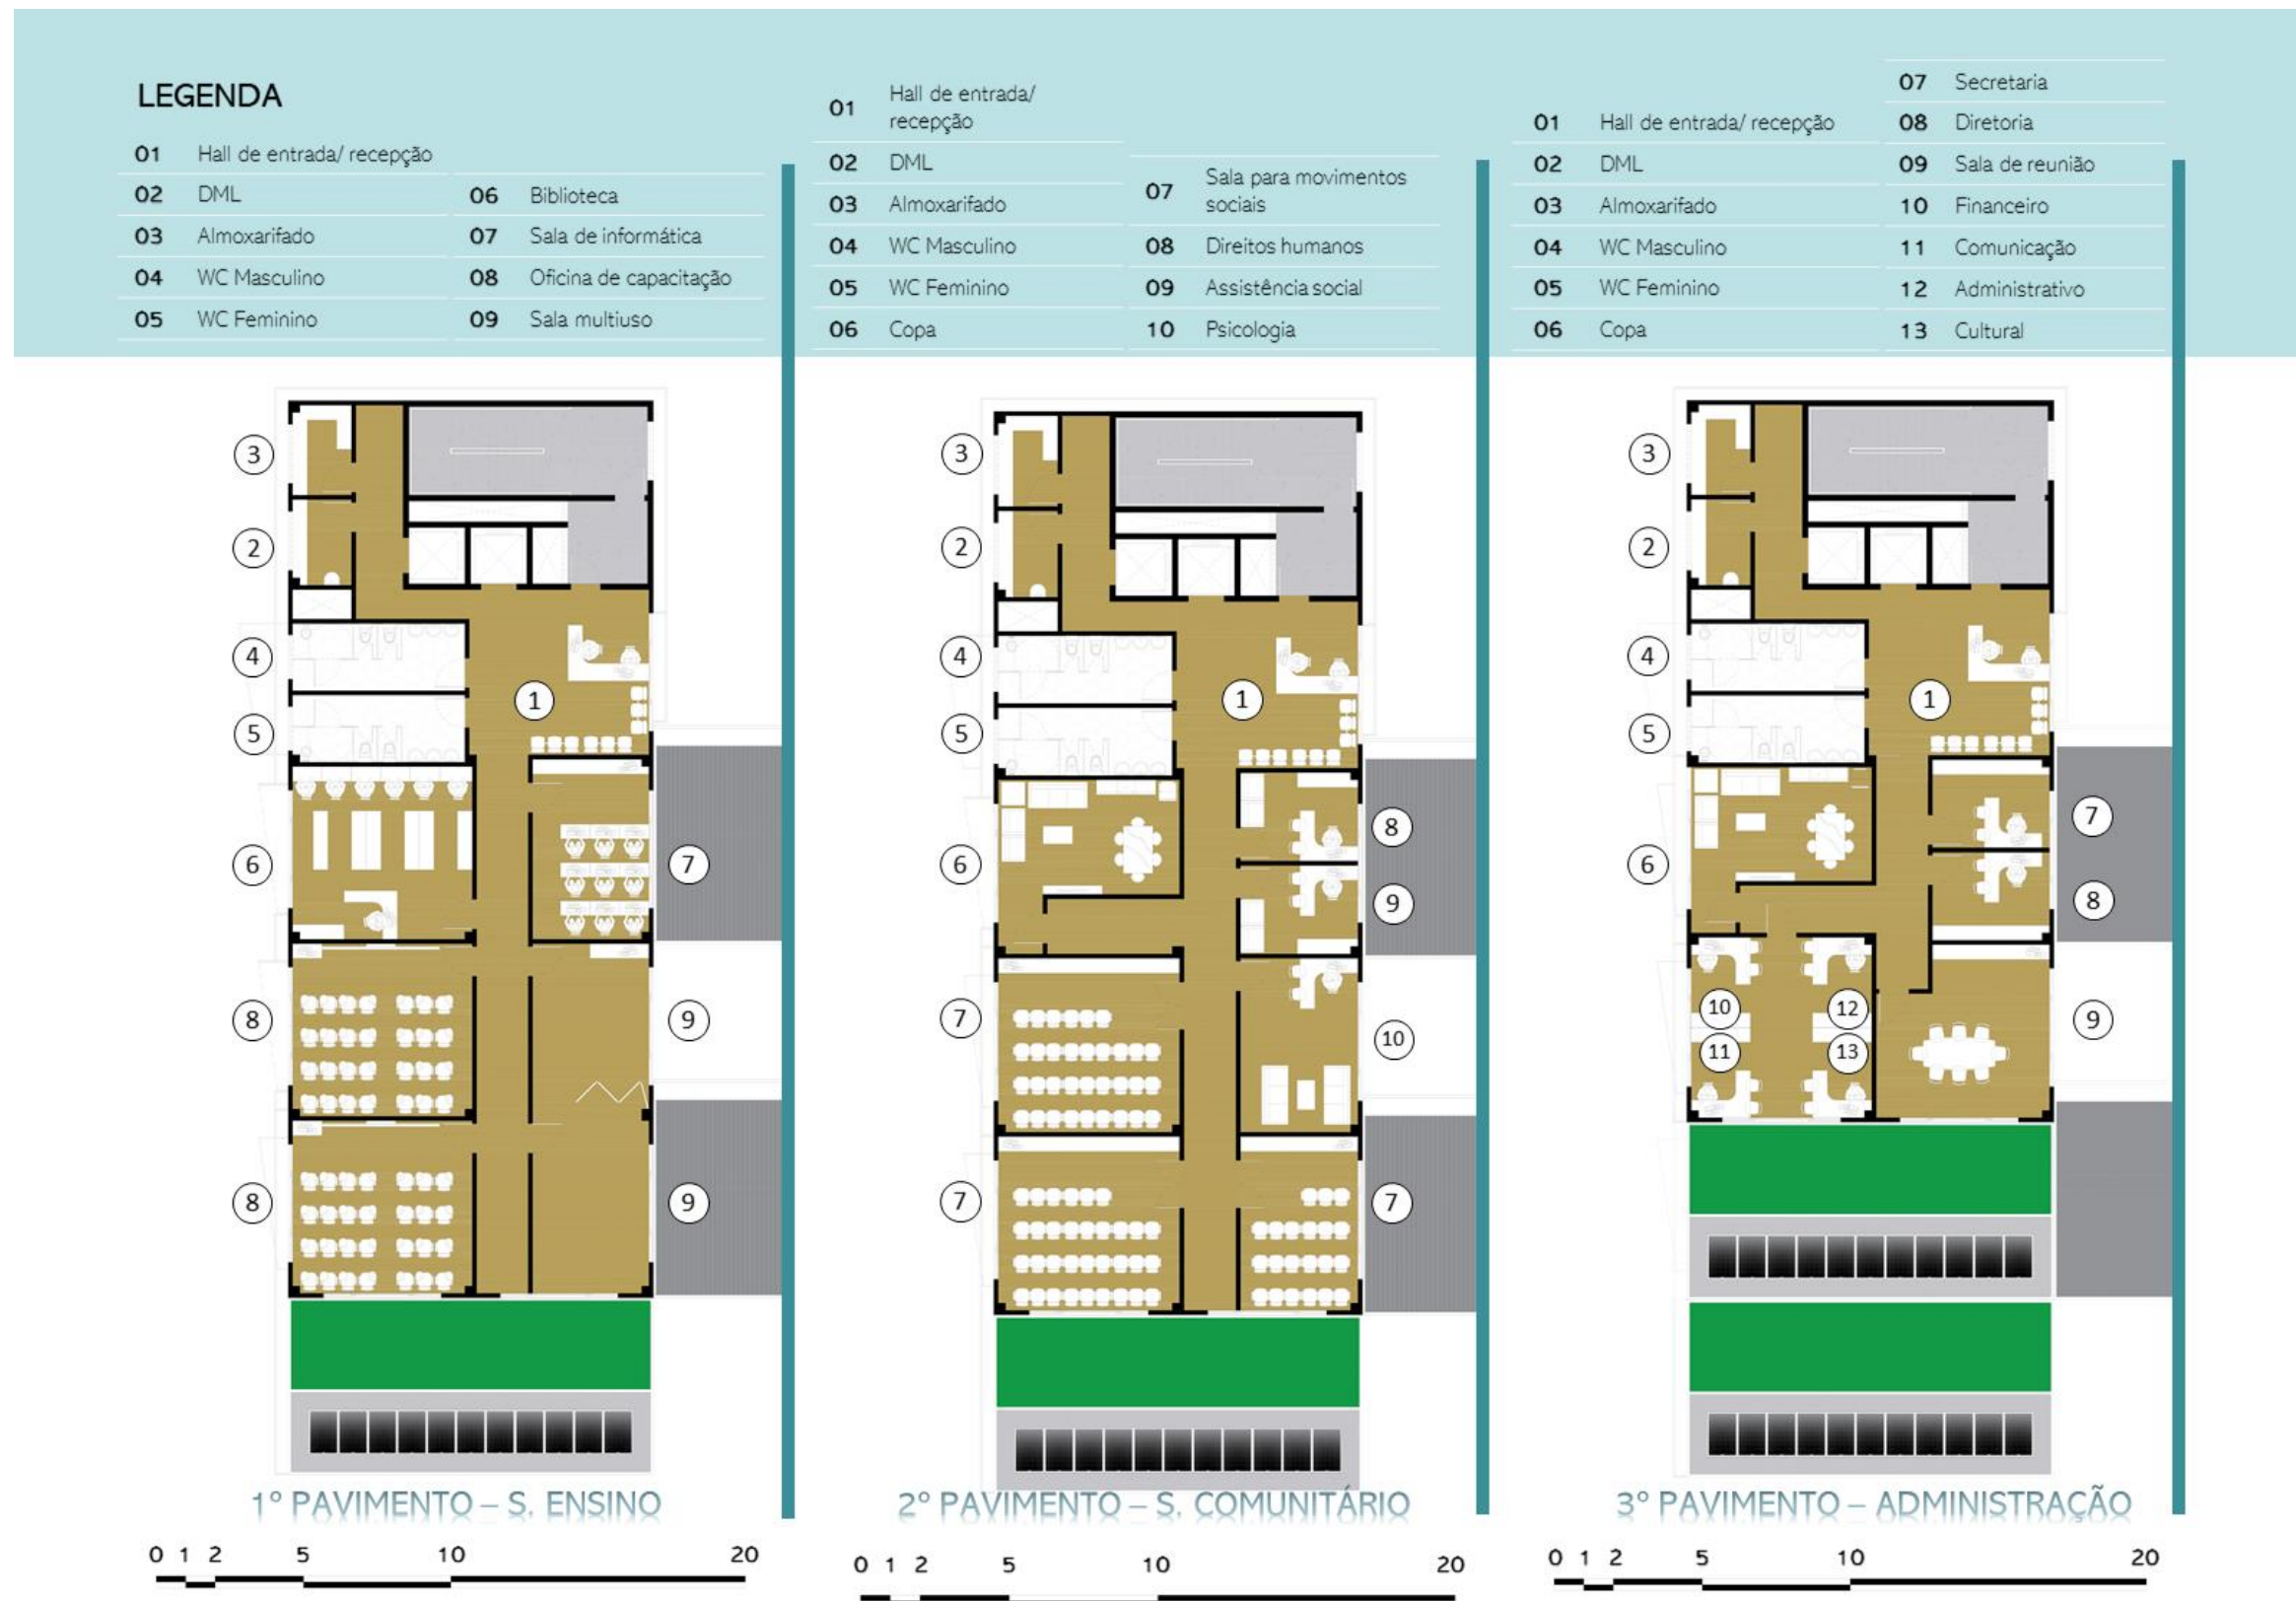 LEGENDA
01 Hall de entrada/ recepção
02 DML
03 Almoxarifado
04 WC Masculino
05 WC Feminino
06 Biblioteca
07 Sala de informática
08 Oficina de capacitação
09 Sala multiuso
01 Hall de entrada/
recepção
02 DML
03 Almoxarifado
04 WC Masculino
05 WC Feminino
06 Copa
07 Sala para movimentos
sociais
08 Direitos humanos
09 Assistência social
10 Psicologia
01 Hall de entrada/ recepção
02 DML
03 Almoxarifado
04 WC Masculino
05 WC Feminino
06 Copa
07 Secretaria
08 Diretoria
09 Sala de reunião
10 Financeiro
11 Comunicação
12 Administrativo
13 Cultural
3
2
4
1
5
6
7
8
9
8
9
1º PAVIMENTO – S. ENSINO
0 1 2 5 10 20
3
2
4
1
5
8
6
9
7
10
7
7
2º PAVIMENTO – S. COMUNITÁRIO
0 1 2 5 10 20
3
2
4
1
5
7
6
8
10 12
9
11 13
3º PAVIMENTO – ADMINISTRAÇÃO
0 1 2 5 10 20